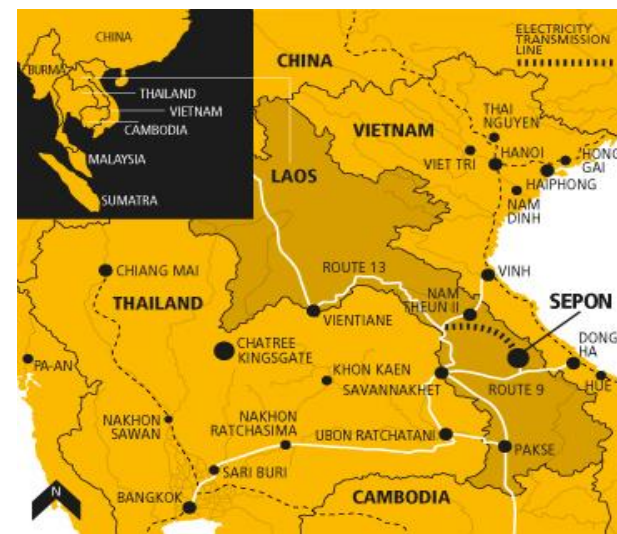 CHINA
BURMA
THAILAND
VIETNAM
CAMBODIA
MALAYSIA
SUMATRA
ELECTRICITY
TRANSMISSION
LINE
CHINA
THAI
NGUYEN
VIETNAM
HANOI
HONG
GAI
VIET TRI
HAIPHONG
LAOS
NAM
DINH
CHIANG MAI
ROUTE 13
VINH
THAILAND
NAM
THEUN II
SEPON
VIENTIANE
CHATREE
KINGSGATE
DONG
HA
PA-AN
KHON KAEN
SAVANNAKHET
ROUTE 9
HUE
NAKHON
SAWAN
NAKHON
RATCHASIMA
UBON RATCHATANI
PAKSE
SARI BURI
BANGKOK
CAMBODIA
N